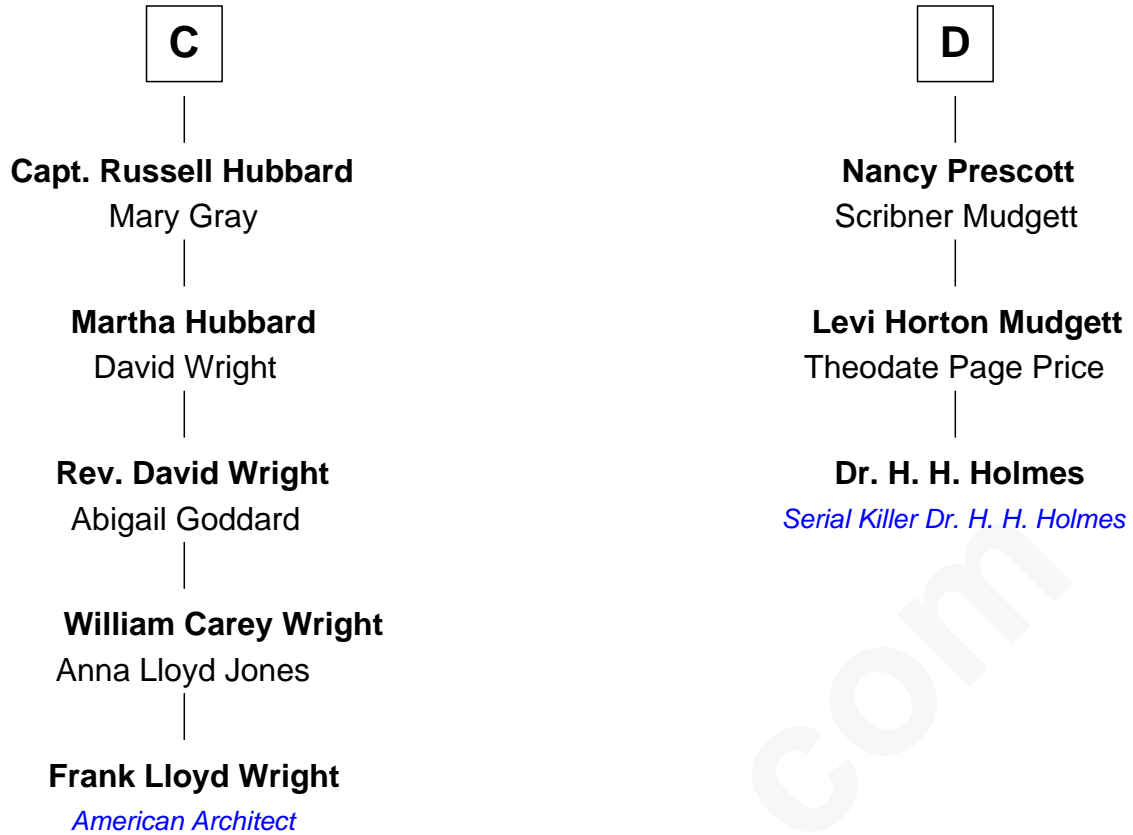 C
Capt. Russell Hubbard
Mary Gray
Martha Hubbard
David Wright
Rev. David Wright
Abigail Goddard
William Carey Wright
Anna Lloyd Jones
Frank Lloyd Wright
American Architect
D
Nancy Prescott
Scribner Mudgett
Levi Horton Mudgett
Theodate Page Price
Dr. H. H. Holmes
Serial Killer Dr. H. H. Holmes
com